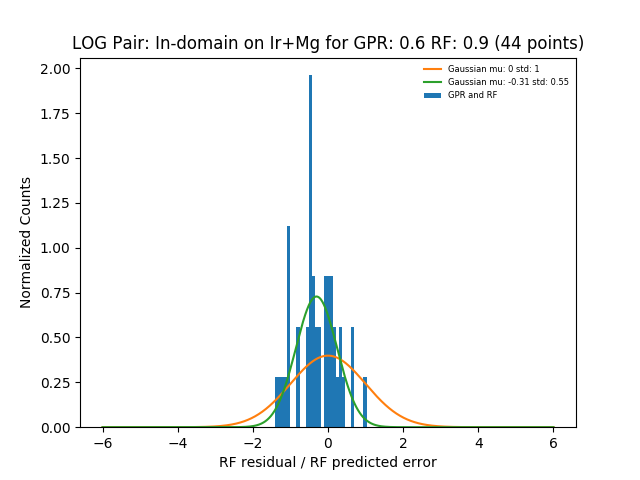 LOG Pair: In-domain on Ir+Mg for GPR: 0.6 RF: 0.9 (44 points)
Gaussian mu: 0 std: 1
Gaussian mu: -0.31 std: 0.55
GPR and RF
Normalized Counts
2.00
1.75
1.50
1.25
1.00
0.75
0.50
0.25
0.00
−6 −4 −2 0 2 4 6
RF residual / RF predicted error